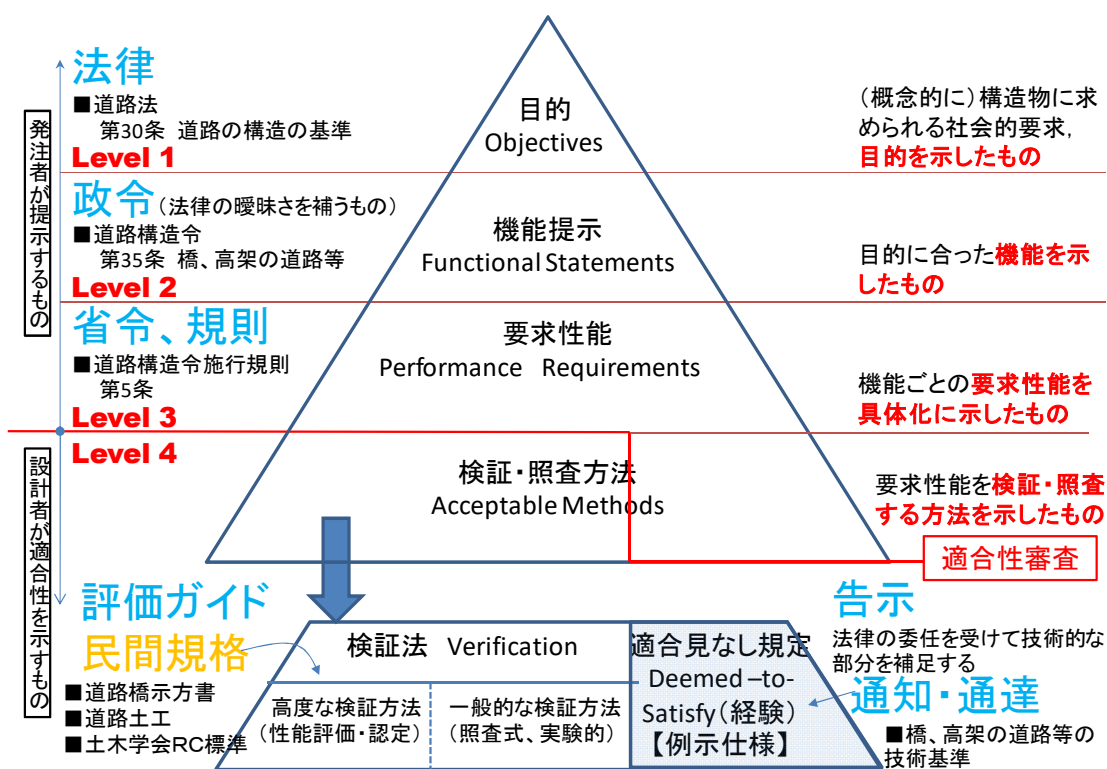 法律
■道路法
第30条 道路の構造の基準
Level 1
政令(法律の曖昧さを補うもの)
■道路構造令
第35条 橋、高架の道路等
Level 2
省令、規則
■道路構造令施行規則
第5条
Level 3
Level 4
発注者が提示するもの
設計者が適合性を示すもの
目的
Objectives
機能提示
Functional Statements
要求性能
Performance Requirements
検証・照査方法
Acceptable Methods
(概念的に)構造物に求
められる社会的要求,
目的を示したもの
目的に合った機能を示
したもの
機能ごとの要求性能を
具体化に示したもの
要求性能を検証・照査
する方法を示したもの
適合性審査
評価ガイド
民間規格
■道路橋示方書
■道路土工
■土木学会RC標準
検証法 Verification
高度な検証方法
(性能評価・認定)
一般的な検証方法
(照査式、実験的)
適合見なし規定
Deemed –to-
Satisfy(経験)
【例示仕様】
告示
法律の委任を受けて技術的な
部分を補足する
通知・通達
■橋、高架の道路等の
技術基準